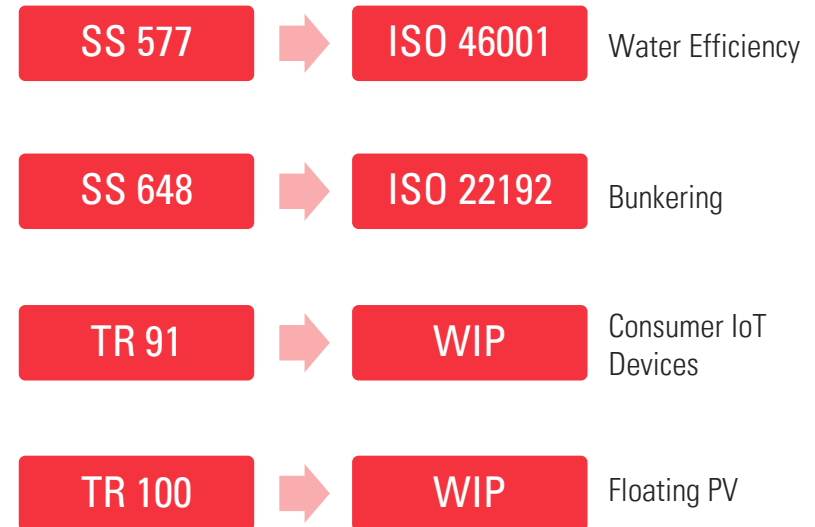 SS 577 ISO 46001 Water Efficiency
SS 648 ISO 22192 Bunkering
TR 91 WIP Consumer IoT
Devices
TR 100 WIP Floating PV